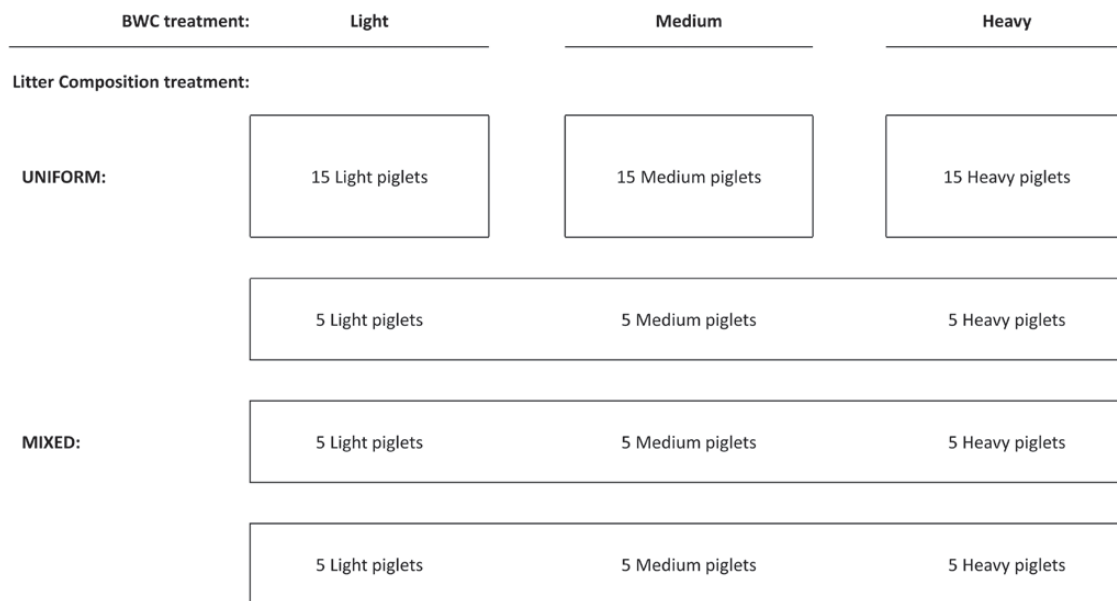 BWC treatment: Light Medium Heavy
Litter Composition treatment:
UNIFORM: 15 Light piglets 15 Medium piglets 15 Heavy piglets
5 Light piglets 5 Medium piglets 5 Heavy piglets
MIXED: 5 Light piglets 5 Medium piglets 5 Heavy piglets
5 Light piglets 5 Medium piglets 5 Heavy piglets